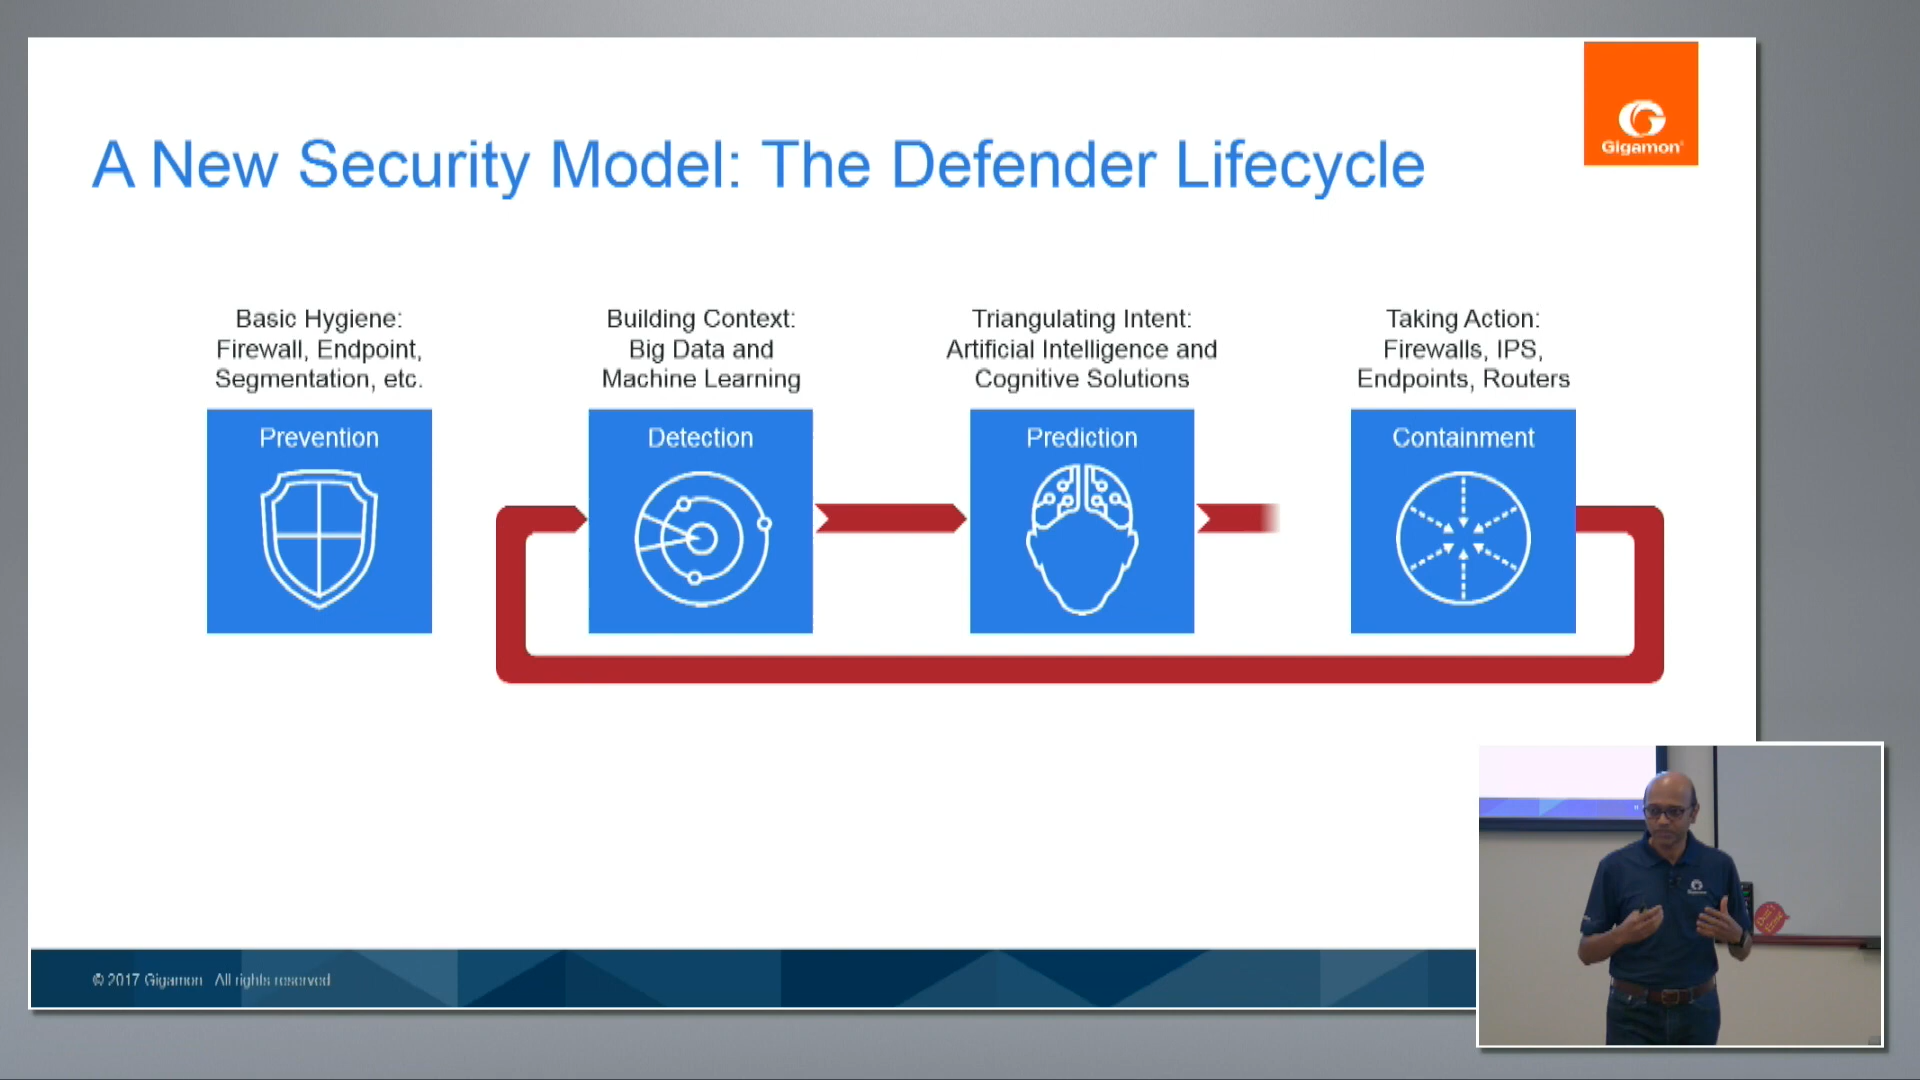 Gigamon®
A New Security Model: The Defender Lifecycle
Basic Hygiene:
Firewall, Endpoint,
Segmentation, etc.
Prevention
Building Context:
Big Data and
Machine Learning
Detection
Triangulating Intent:
Artificial Intelligence and
Cognitive Solutions
Prediction
Taking Action:
Firewalls, IPS,
Endpoints, Routers
Containment
© 2017 Gigamon   All rights reserved
Don't
Erase